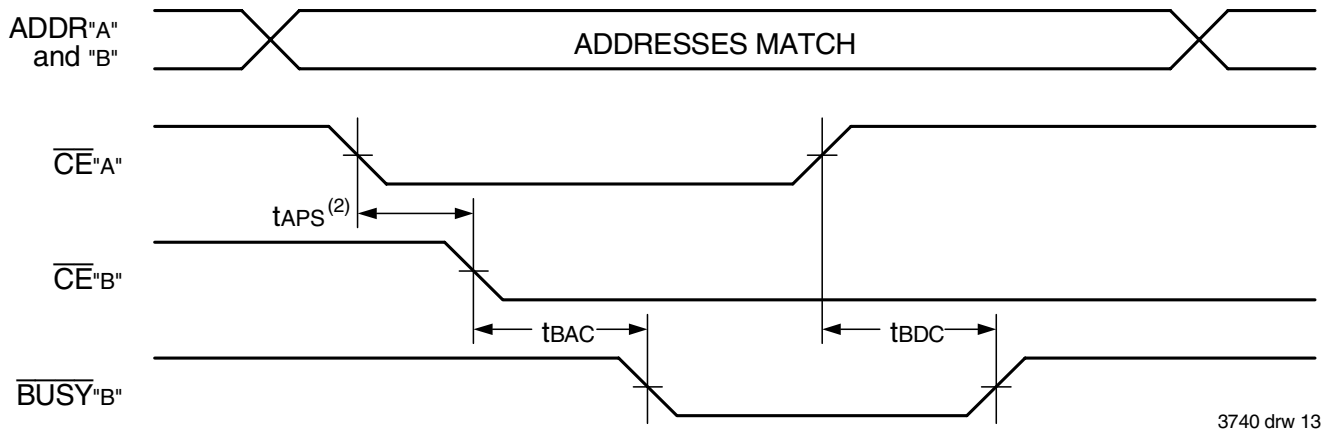 ADDR"A"
and "B"
ADDRESSES MATCH
CE"A"
tAPS(2)
CE"B"
tBAC
tBDC
BUSY"B"
3740 drw 13